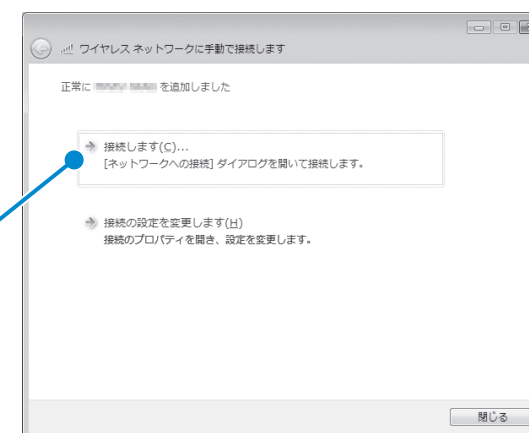 ワイヤレス ネットワークに手動で接続します
正常に を追加しました
接続します(C)...
[ネットワークへの接続] ダイアログを開いて接続します。
接続の設定を変更します(H)
接続のプロパティを開き、設定を変更します。
閉じる